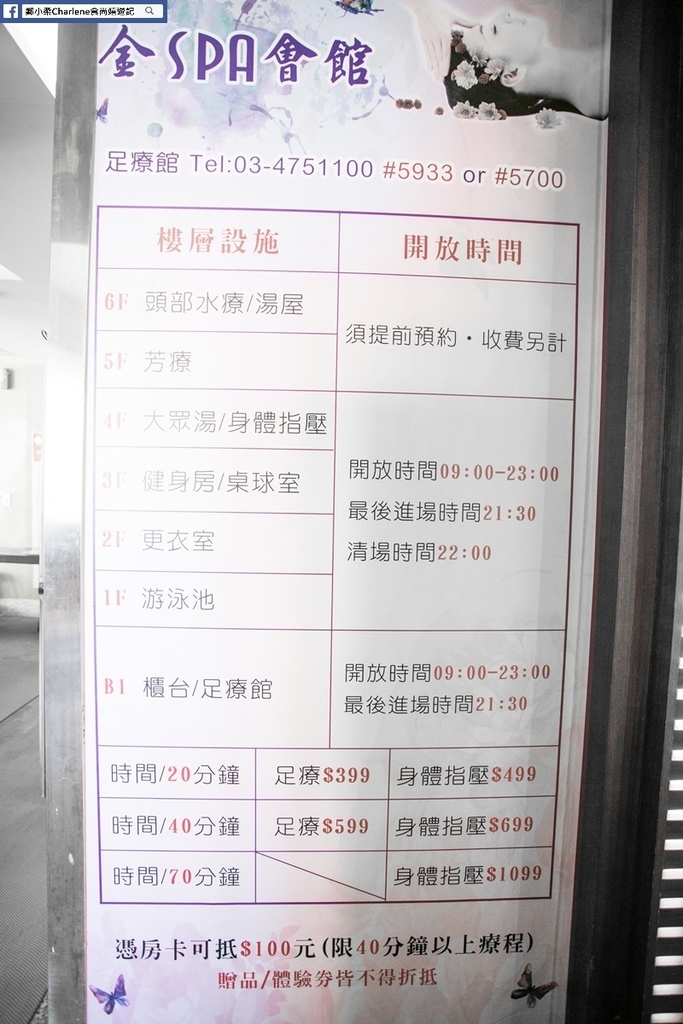 鄭小柔Charlene食尚嬉遊記
金SPA會館
足療館 Tel:03-4751100 #5933 or #5700
樓層設施 開放時間
6F 頭部水療/湯屋
須提前預約·收費另計
5F 芳療
4F 大眾湯/身體指壓
3F 健身房/桌球室
2F 更衣室
1F 游泳池
開放時間09:00-23:00
最後進場時間21:30
清場時間22:00
B1 櫃台/足療館
開放時間09:00-23:00
最後進場時間21:30
時間/20分鐘 足療$399 身體指壓$499
時間/40分鐘 足療$599 身體指壓$699
時間/70分鐘 身體指壓$1099
憑房卡可抵$100元(限40分鐘以上療程)
贈品/體驗券皆不得折抵